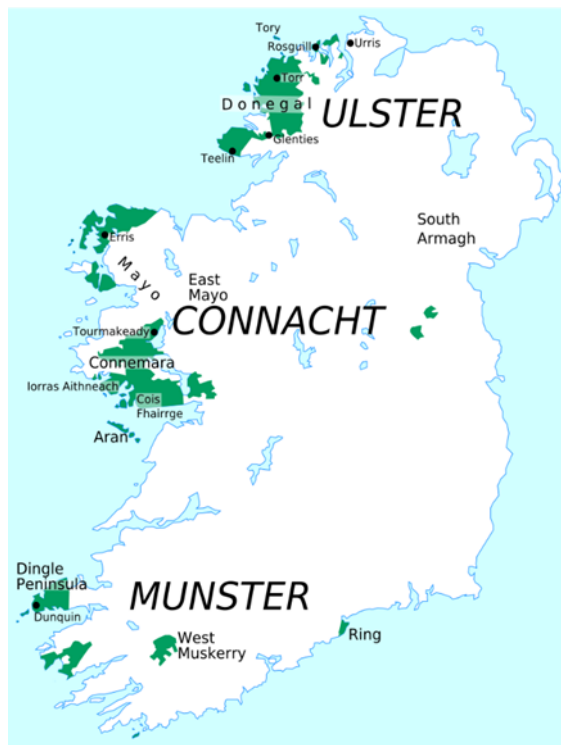 Tory
Rosguill
Urris
Torr
Donegal
ULSTER
Glenties
Teelin
South
Armagh
Erris
Mayo
East
Mayo
CONNACHT
Tourmakeady
Connemara
Iorras Aithneach
Cois
Fhairrge
Aran
Dingle
Peninsula
Dunquin
MUNSTER
West
Muskerry
Ring